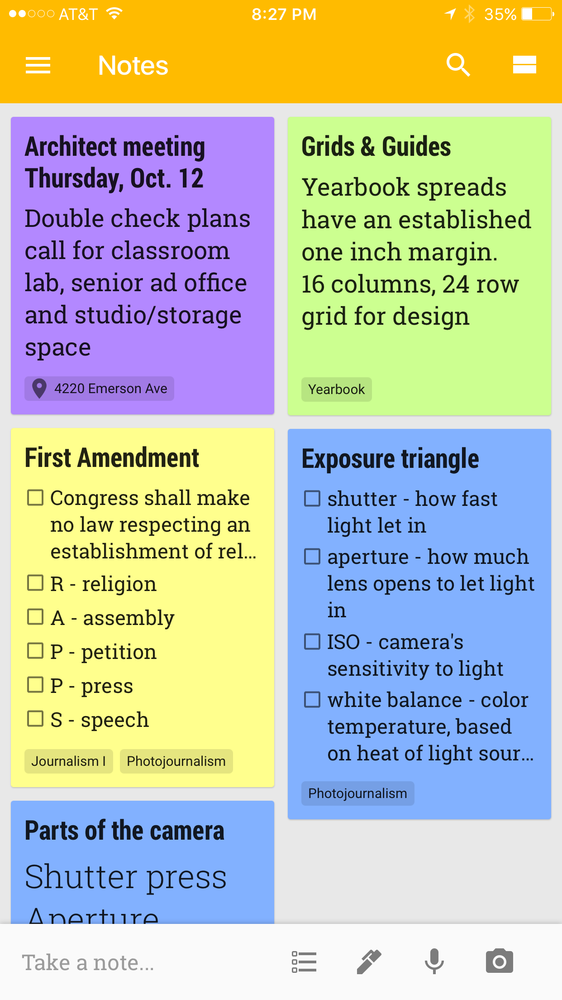 AT&T 8:27 PM 35%
Notes
Architect meeting
Thursday, Oct. 12
Double check plans
call for classroom
lab, senior ad office
and studio/storage
space
4220 Emerson Ave
Grids & Guides
Yearbook spreads
have an established
one inch margin.
16 columns, 24 row
grid for design
Yearbook
First Amendment
Congress shall make
no law respecting an
establishment of rel...
R - religion
A - assembly
P - petition
P - press
S - speech
Journalism I Photojournalism
Exposure triangle
shutter - how fast
light let in
aperture - how much
lens opens to let light
in
ISO - camera's
sensitivity to light
white balance - color
temperature, based
on heat of light sour...
Photojournalism
Parts of the camera
Shutter press
Aperture
Take a note...